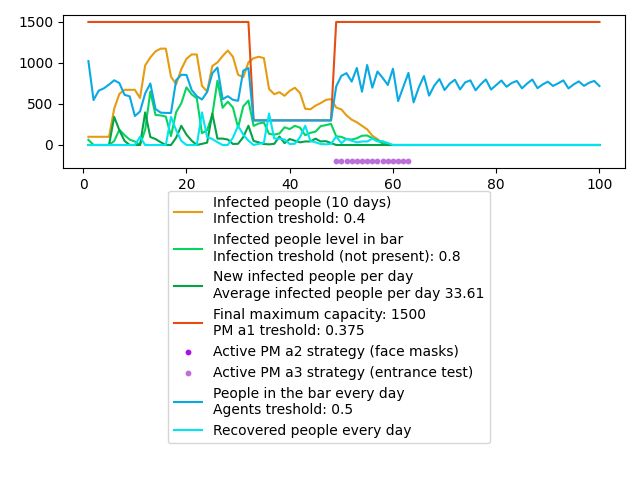 1500
1000
500
0
0 20 40 60 80 100
Infected people (10 days)
Infection treshold: 0.4
Infected people level in bar
Infection treshold (not present): 0.8
New infected people per day
Average infected people per day 33.61
Final maximum capacity: 1500
PM a1 treshold: 0.375
Active PM a2 strategy (face masks)
Active PM a3 strategy (entrance test)
People in the bar every day
Agents treshold: 0.5
Recovered people every day